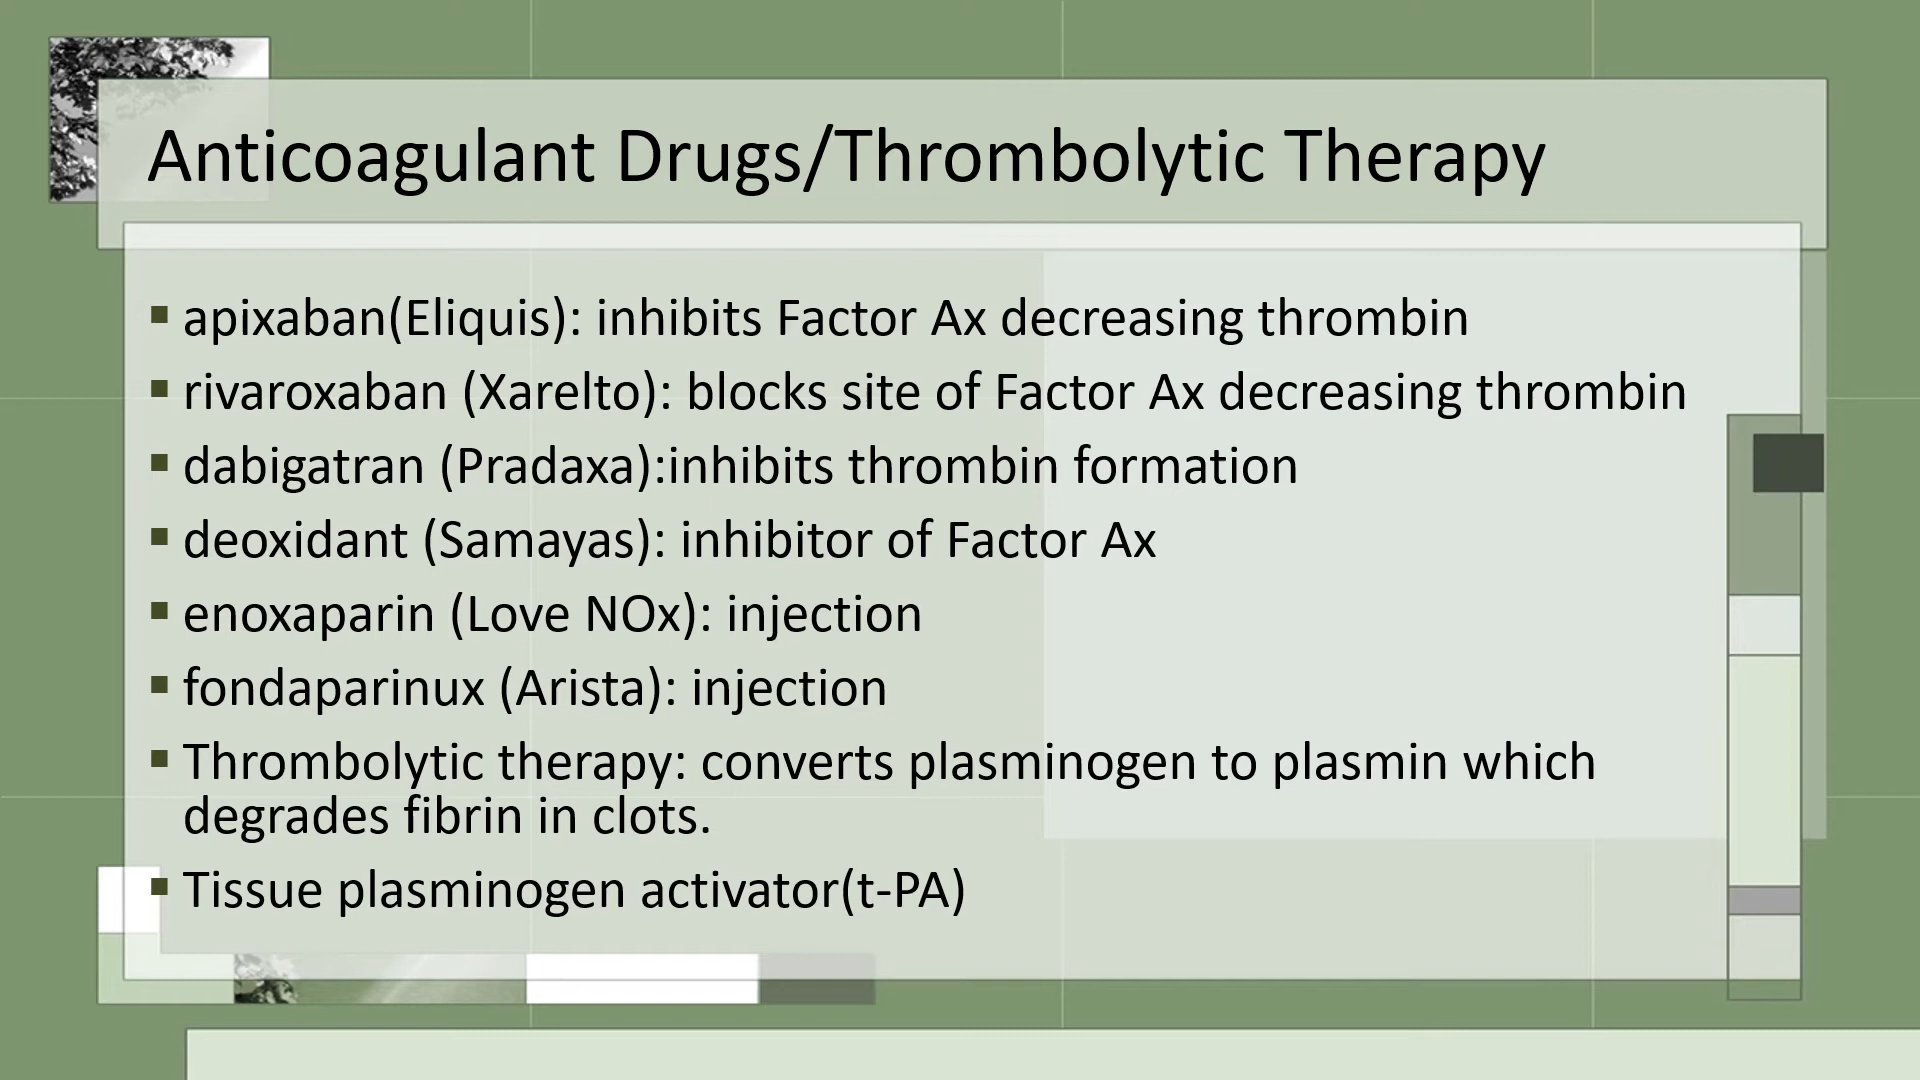 Anticoagulant Drugs/Thrombolytic Therapy
apixaban(Eliquis): inhibits Factor Ax decreasing thrombin
rivaroxaban (Xarelto): blocks site of Factor Ax decreasing thrombin
dabigatran (Pradaxa):inhibits thrombin formation
deoxidant (Samayas): inhibitor of Factor Ax
enoxaparin (Love NOx): injection
fondaparinux (Arista): injection
Thrombolytic therapy: converts plasminogen to plasmin which
degrades fibrin in clots.
Tissue plasminogen activator(t-PA)